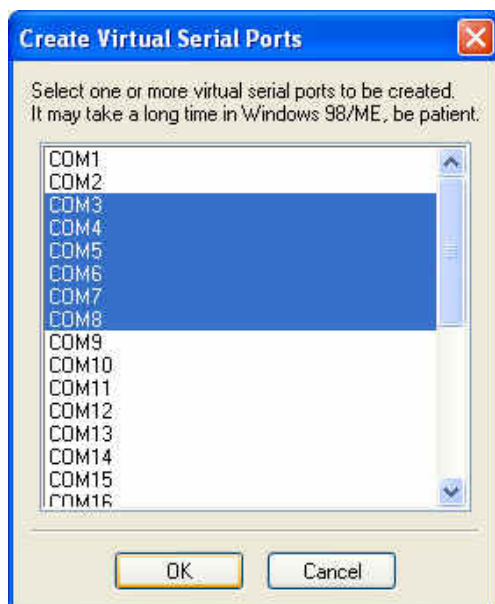 Create Virtual Serial Ports
Select one or more virtual serial ports to be created.
It may take a long time in Windows 98/ME, be patient.
COM1
COM2
COM3
COM4
COM5
COM6
COM7
COM8
COM9
COM10
COM11
COM12
COM13
COM14
COM15
COM16
OK
Cancel